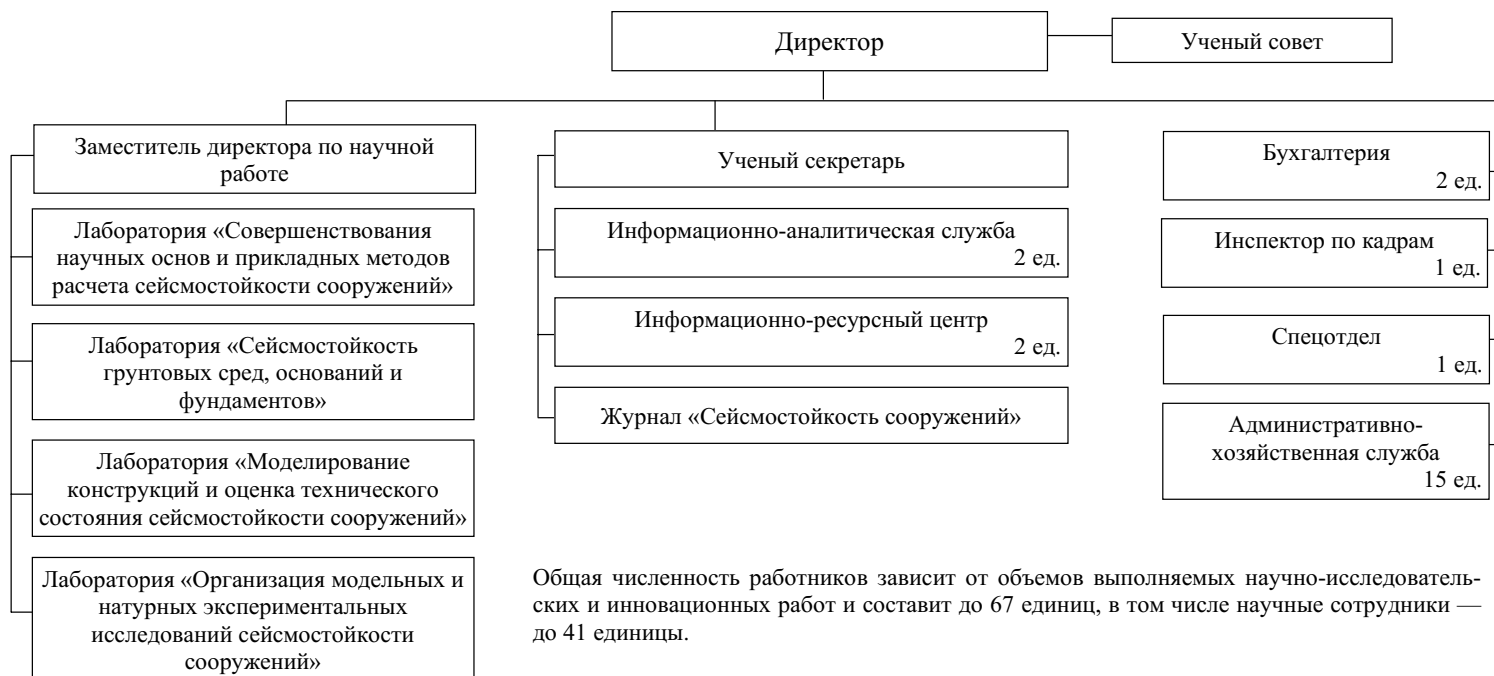 Директор
Ученый совет
Заместитель директора по научной
работе
Лаборатория «Совершенствования
научных основ и прикладных методов
расчета сейсмостойкости сооружений»
Лаборатория «Сейсмостойкость
грунтовых сред, оснований и
фундаментов»
Лаборатория «Моделирование
конструкций и оценка технического
состояния сейсмостойкости сооружений»
Лаборатория «Организация модельных и
натурных экспериментальных
исследований сейсмостойкости
сооружений»
Ученый секретарь
Информационно-аналитическая служба
2 ед.
Информационно-ресурсный центр
2 ед.
Журнал «Сейсмостойкость сооружений»
Бухгалтерия
2 ед.
Инспектор по кадрам
1 ед.
Спецотдел
1 ед.
Административно-
хозяйственная служба
15 ед.
Общая численность работников зависит от объемов выполняемых научно-исследователь-
ских и инновационных работ и составит до 67 единиц, в том числе научные сотрудники —
до 41 единицы.